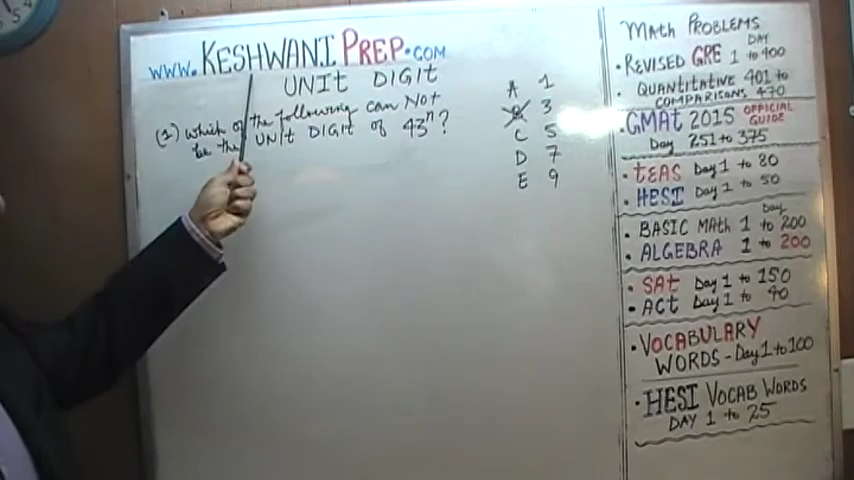 www.KESHWANIPREP.COM
UNIT DIGIT
(1) Which of the following can Not
be the UNIT DIGIT of 43ⁿ?
A 1
B 3
C 5
D 7
E 9
MATH PROBLEMS
DAY
• REVISED GRE 1 to 400
• QUANTITATIVE 401 to
COMPARISONS 470
• GMAT 2015 OFFICIAL GUIDE
Day 251 to 375
• TEAS Day 1 to 80
• HESI Day 1 to 50
Day
• BASIC MAth 1 to 200
• ALGEBRA 1 to 200
• SAt Day 1 to 150
• ACt Day 1 to 90
• VOCABULARY
WORDS - Day 1 to 100
• HESI VOCAB WORDS
DAY 1 to 25